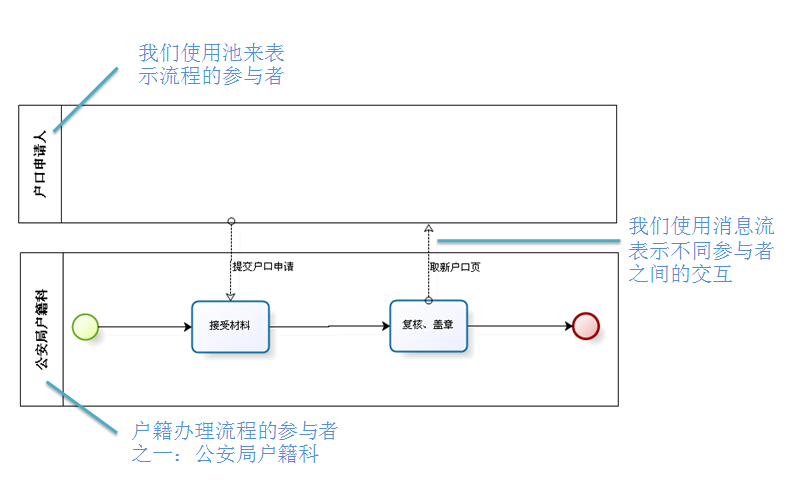 我们使用池来表
示流程的参与者
户口申请人
我们使用消息流
表示不同参与者
之间的交互
提交户口申请
取新户口页
公安局户籍科
接受材料
复核、盖章
户籍办理流程的参与者
之一：公安局户籍科